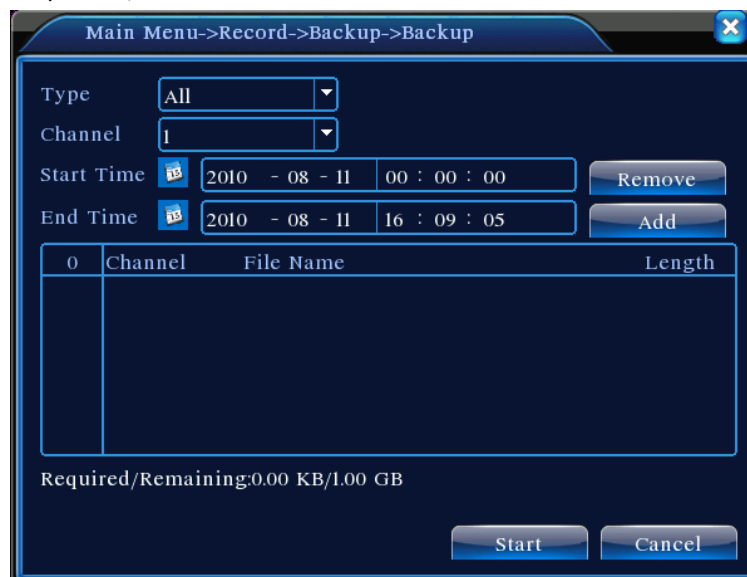 Main Menu->Record->Backup->Backup
Type All
Channel 1
Start Time 15 2010 - 08 - 11 00 : 00 : 00 Remove
End Time 15 2010 - 08 - 11 16 : 09 : 05 Add
0 Channel File Name Length
Required/Remaining:0.00 KB/1.00 GB
Start Cancel